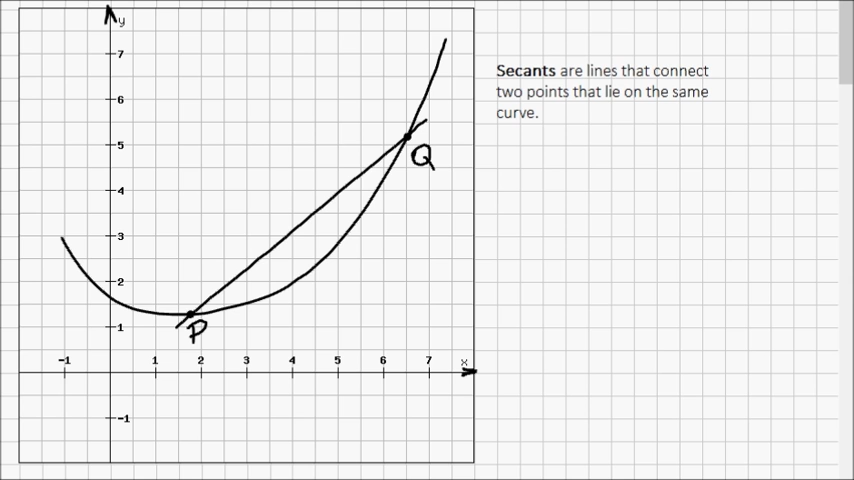 y
7
6
5
4
3
2
1
-1
-1 1 2 3 4 5 6 7 x
P
Q
Secants are lines that connect
two points that lie on the same
curve.